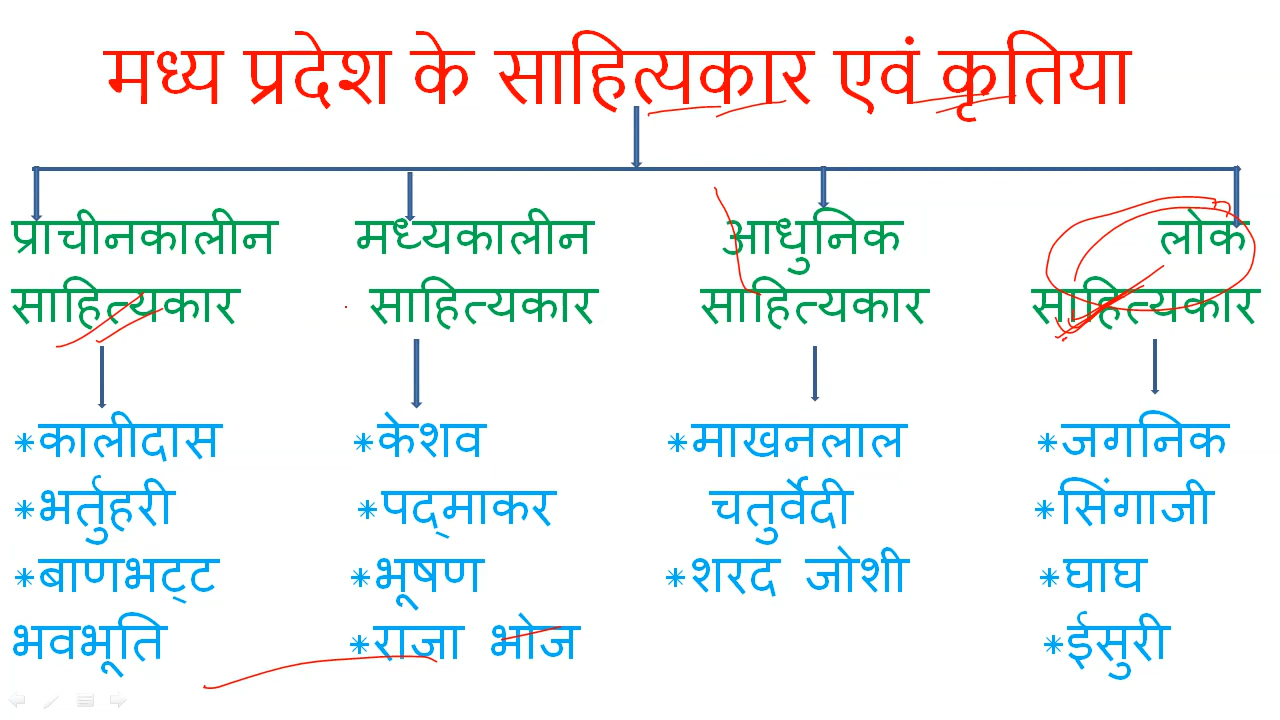 मध्य प्रदेश के साहित्यकार एवं कृतिया
प्राचीनकालीन
साहित्यकार
*कालीदास
*भर्तुहरी
*बाणभट्ट
भवभूति
मध्यकालीन
साहित्यकार
*केशव
*पद्माकर
*भूषण
*राजा भोज
आधुनिक
साहित्यकार
*माखनलाल
चतुर्वेदी
*शरद जोशी
लोक
साहित्यकार
*जगनिक
*सिंगाजी
*घाघ
*ईसुरी